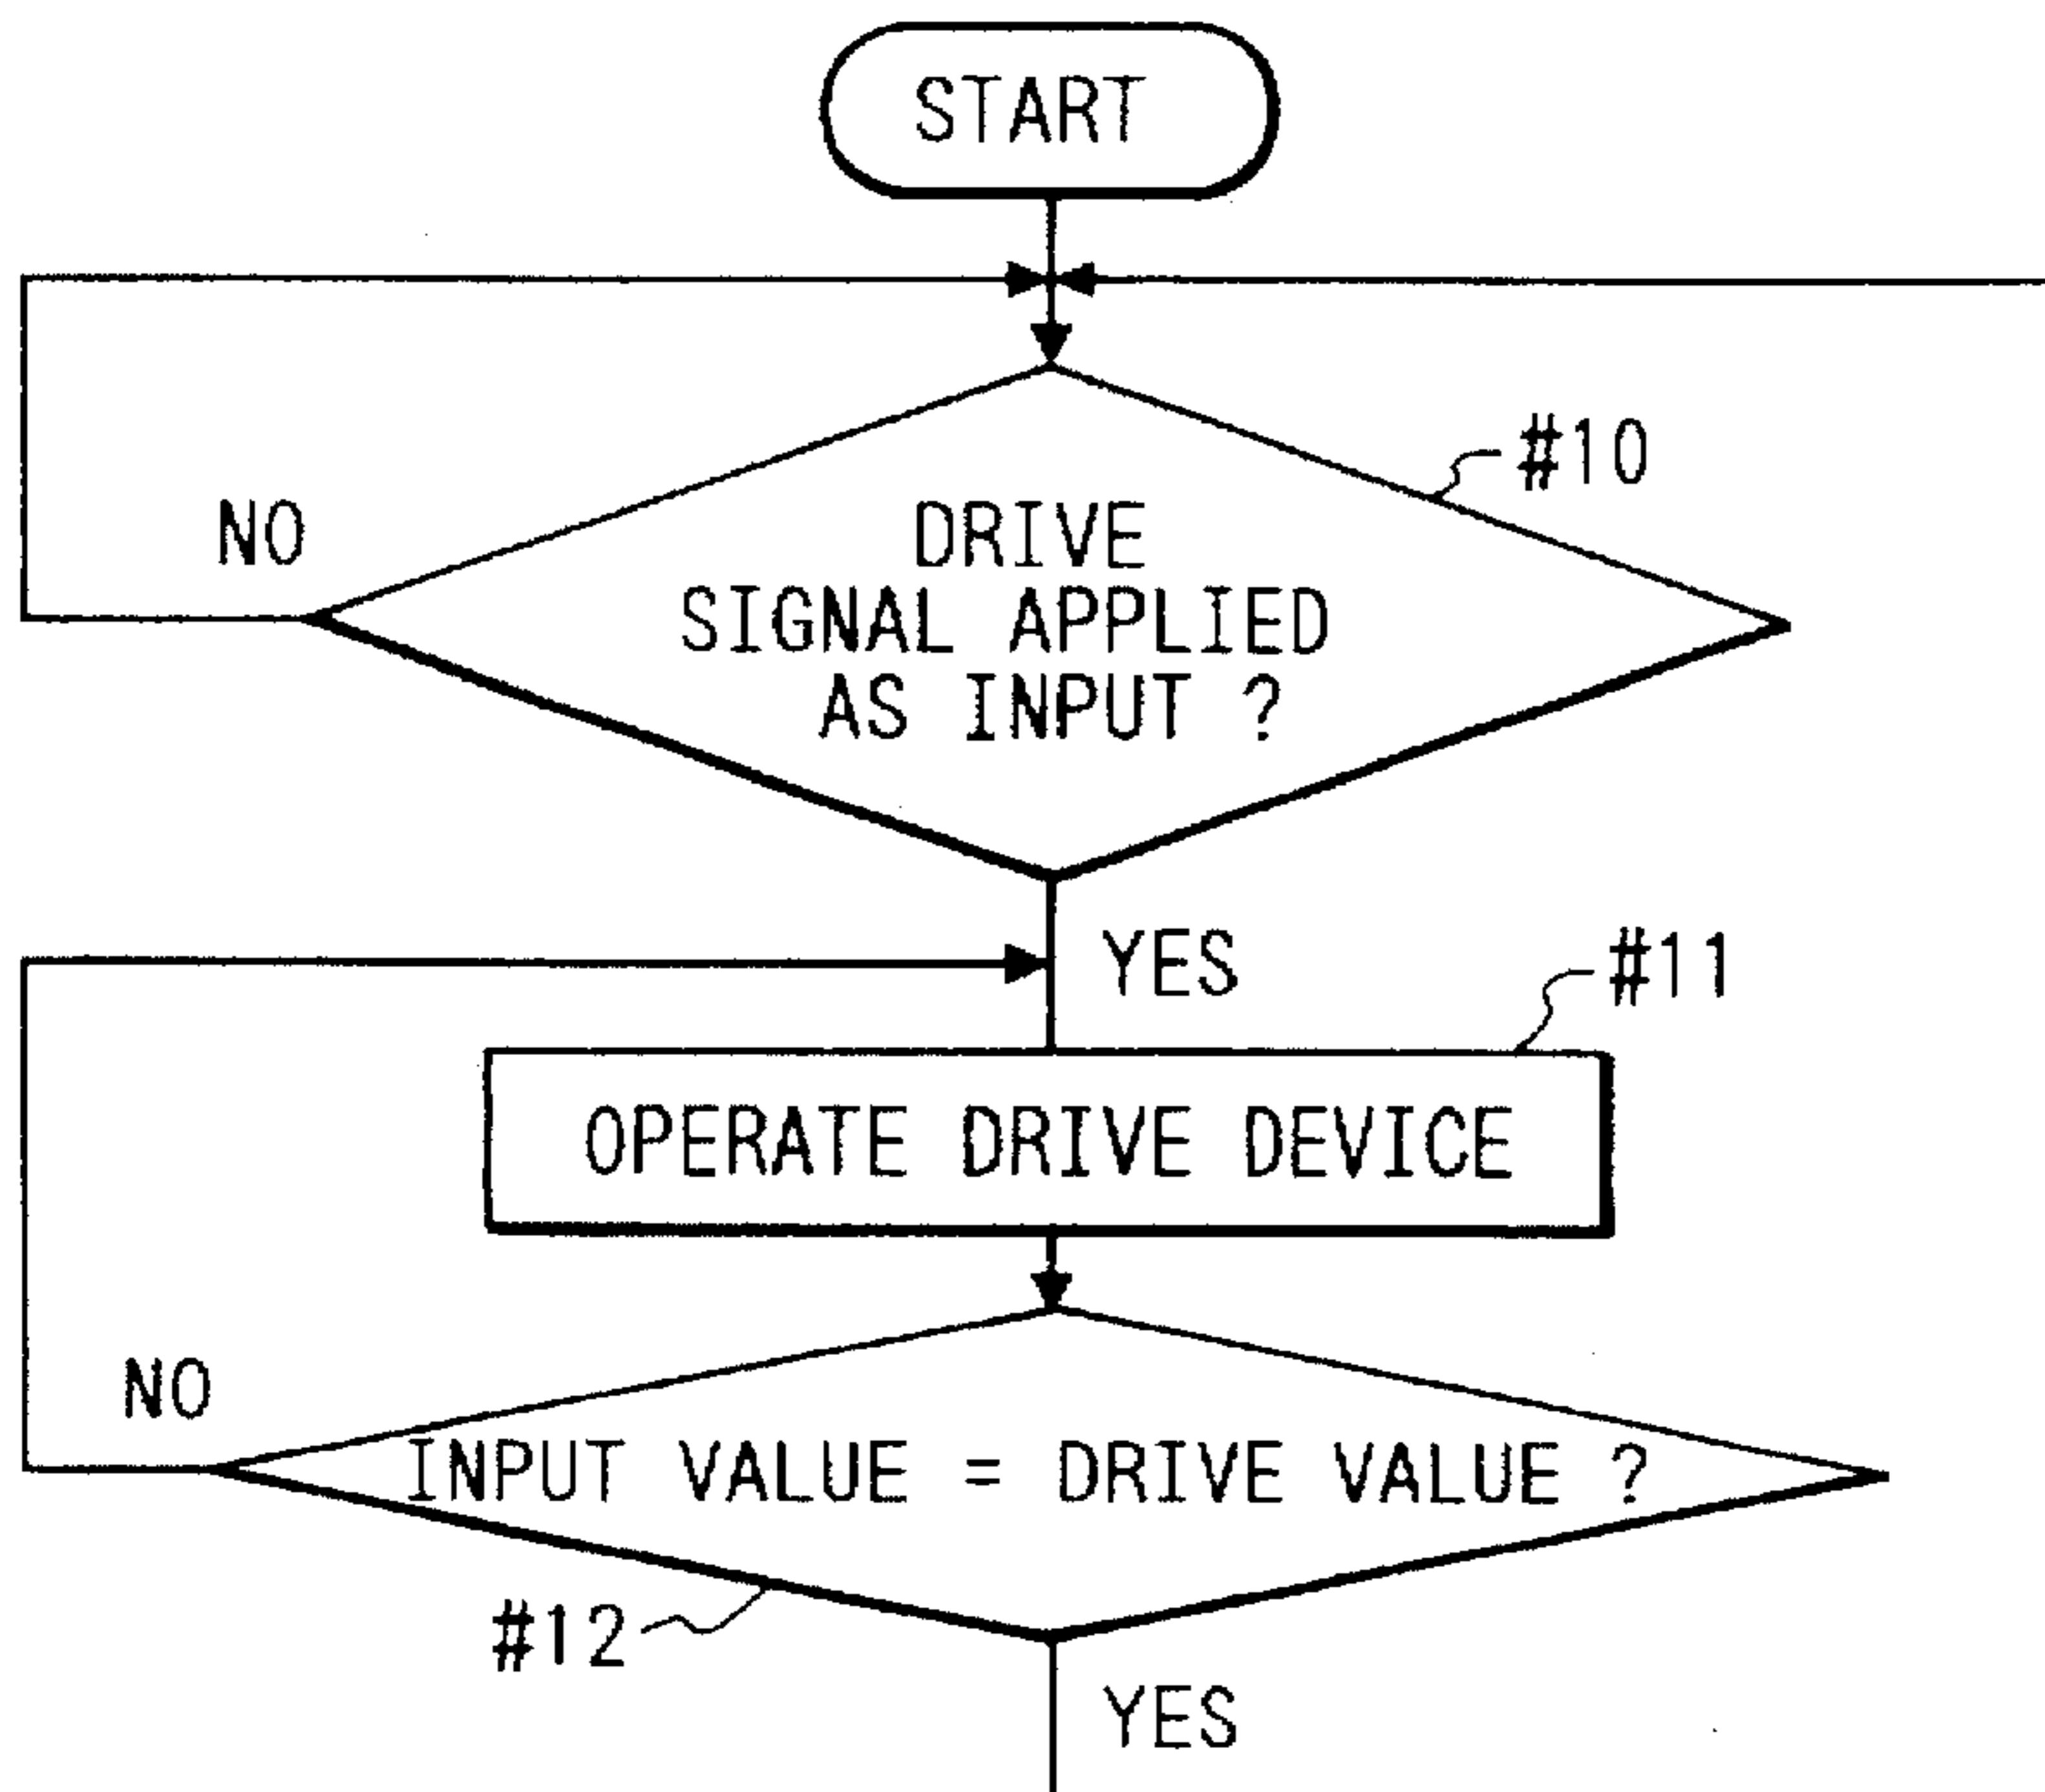 START
#10
NO
DRIVE
SIGNAL APPLIED
AS INPUT ?
YES
#11
OPERATE DRIVE DEVICE
NO
INPUT VALUE = DRIVE VALUE ?
#12
YES